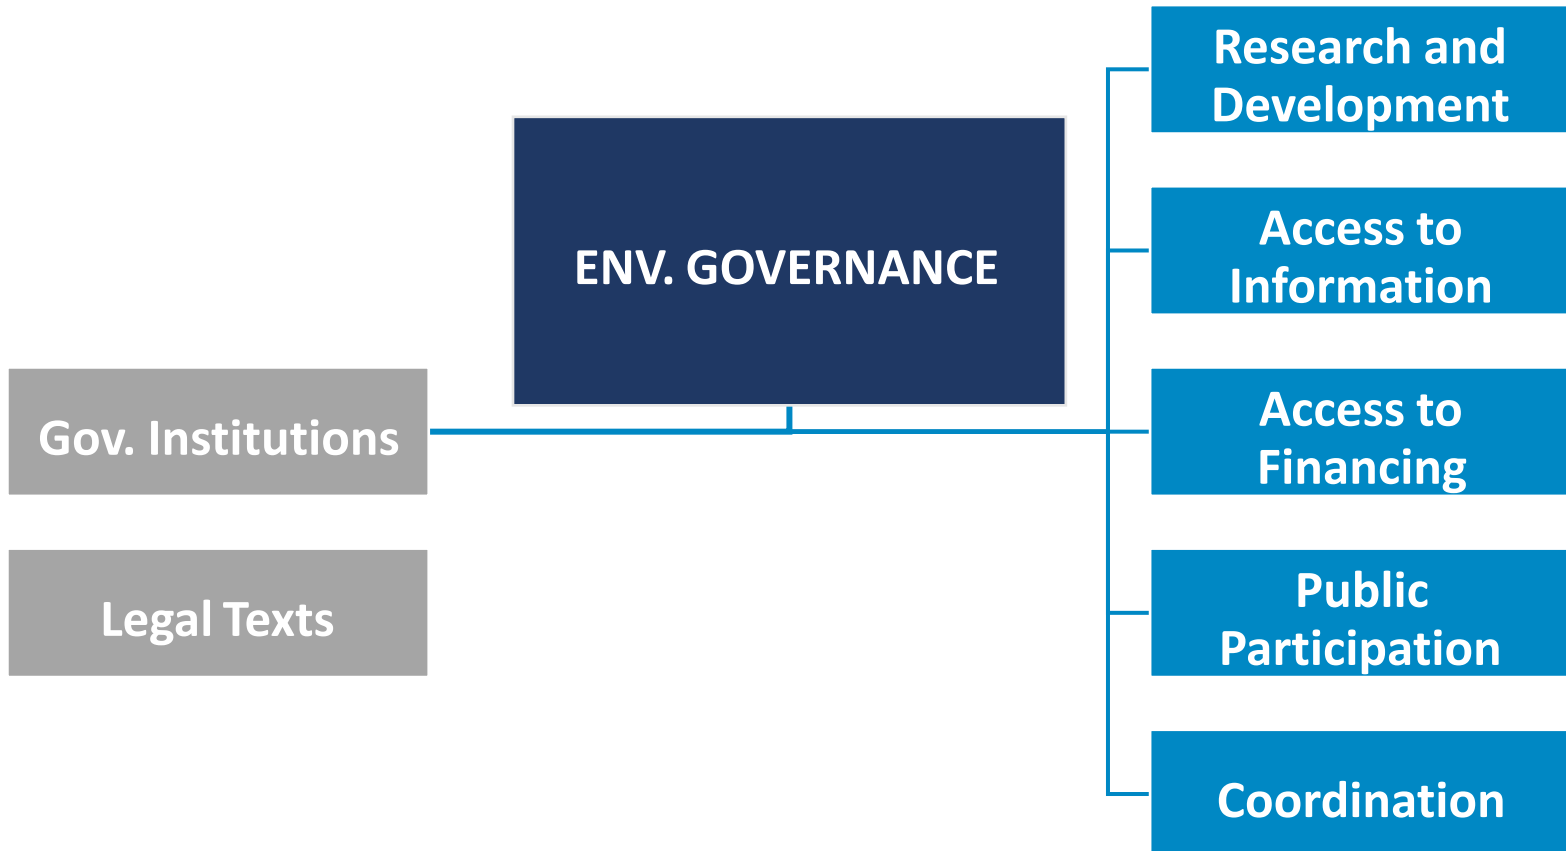 Research and
Development
ENV. GOVERNANCE
Access to
Information
Gov. Institutions
Access to
Financing
Legal Texts
Public
Participation
Coordination